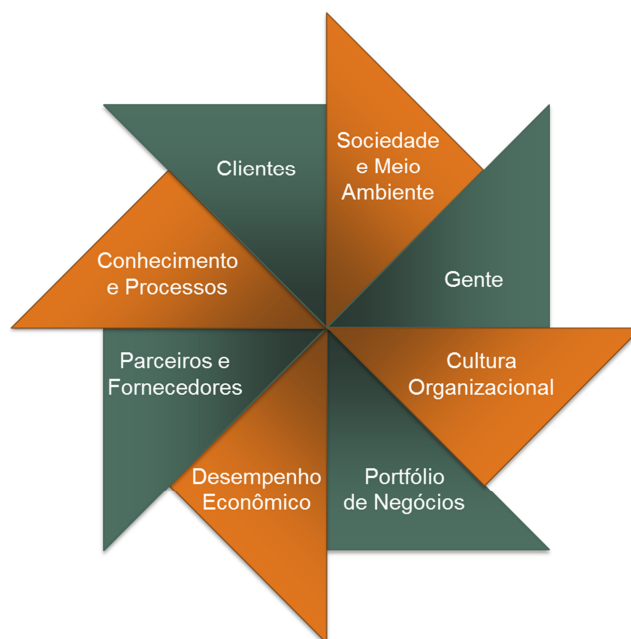 Sociedade
e Meio
Ambiente
Clientes
Gente
Conhecimento
e Processos
Cultura
Organizacional
Parceiros e
Fornecedores
Desempenho
Econômico
Portfólio
de Negócios